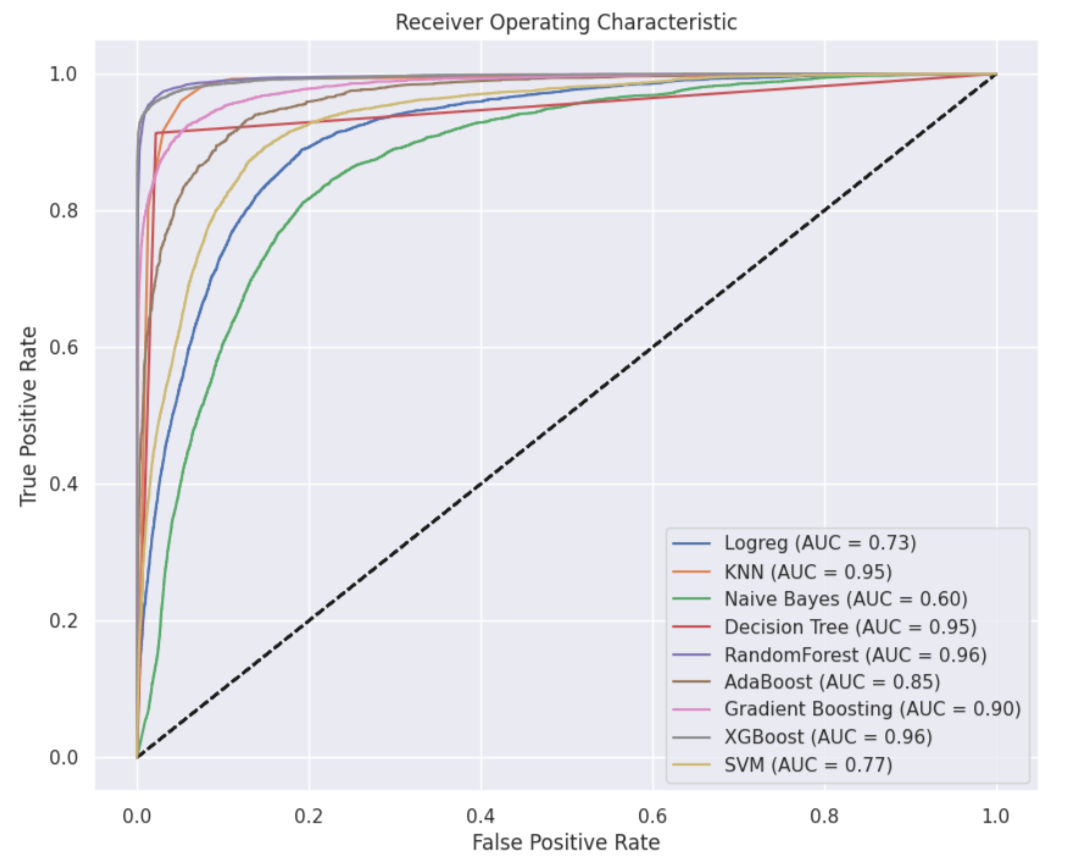 Receiver Operating Characteristic
1.0
0.8
0.6
0.4
0.2
0.0
True Positive Rate
Logreg (AUC = 0.73)
KNN (AUC = 0.95)
Naive Bayes (AUC = 0.60)
Decision Tree (AUC = 0.95)
RandomForest (AUC = 0.96)
AdaBoost (AUC = 0.85)
Gradient Boosting (AUC = 0.90)
XGBoost (AUC = 0.96)
SVM (AUC = 0.77)
0.0 0.2 0.4 0.6 0.8 1.0
False Positive Rate